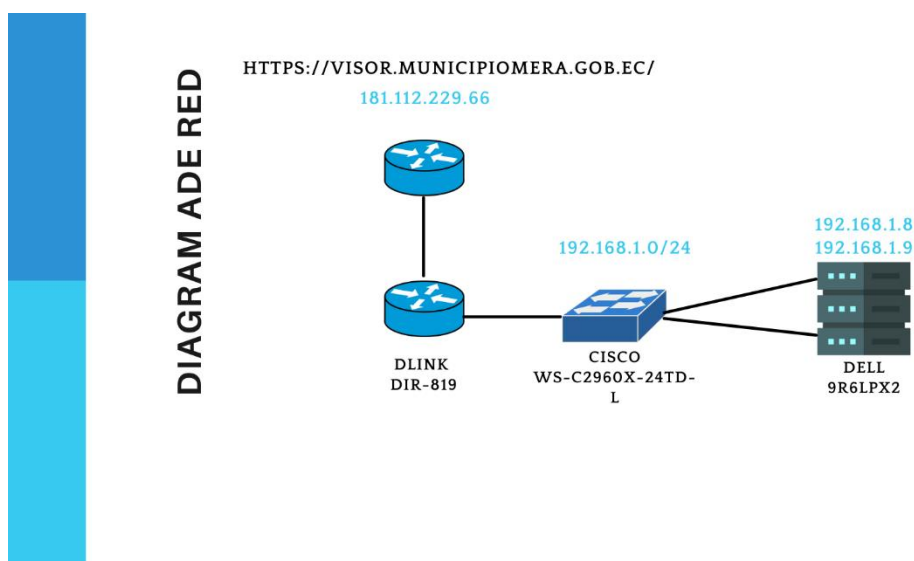 DIAGRAM ADE RED
HTTPS://VISOR.MUNICIPIOMERA.GOB.EC/
181.112.229.66
192.168.1.0/24
192.168.1.8
192.168.1.9
DLINK
DIR-819
CISCO
WS-C2960X-24TD-
L
DELL
9R6LPX2